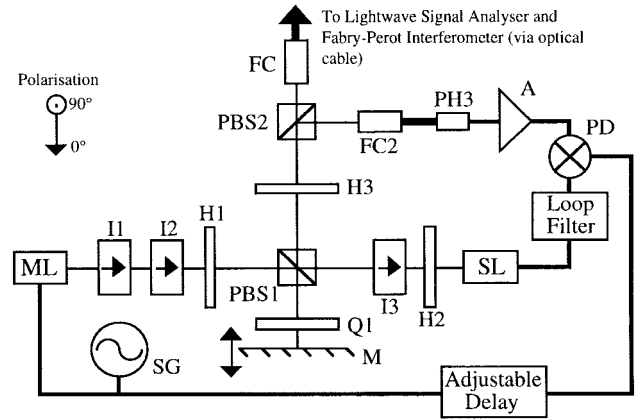 To Lightwave Signal Analyser and
Fabry-Perot Interferometer (via optical
cable)
FC
Polarisation
90°
0°
PBS2
FC2
PH3
A
PD
H3
Loop
Filter
ML
I1
I2
H1
PBS1
I3
H2
SL
Q1
M
SG
Adjustable
Delay